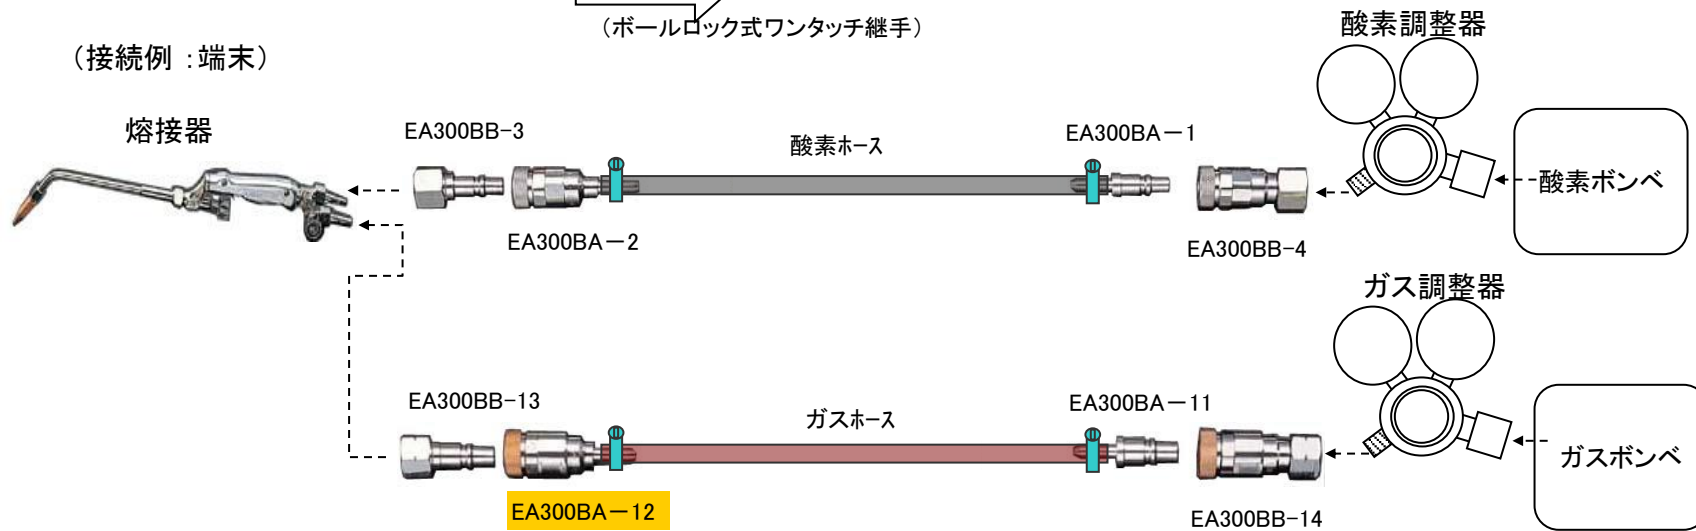 （ボールロック式ワンタッチ継手）
酸素調整器
（接続例：端末）
熔接器
EA300BB-3
酸素ホース
EA300BA－1
酸素ボンベ
EA300BA－2
EA300BB-4
ガス調整器
EA300BB-13
ガスホース
EA300BA－11
ガスボンベ
EA300BA－12
EA300BB-14